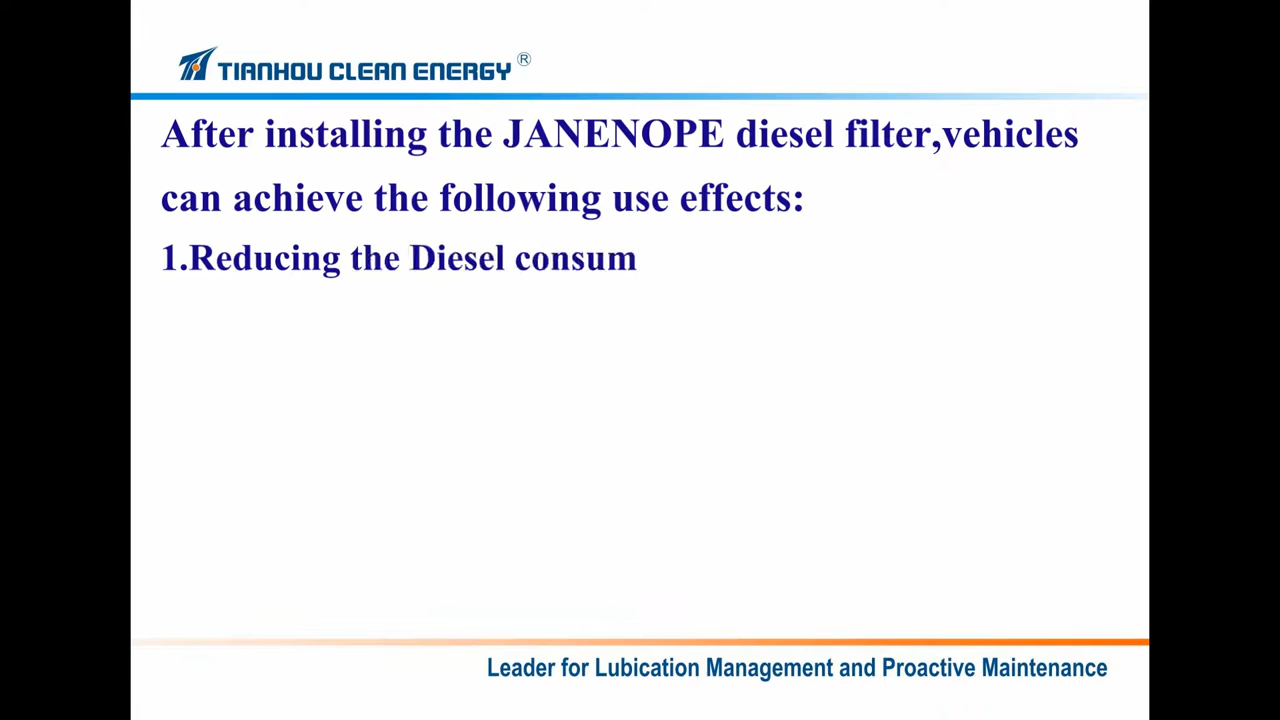 TIANHOU CLEAN ENERGY®
After installing the JANENOPE diesel filter,vehicles
can achieve the following use effects:
1.Reducing the Diesel consum
Leader for Lubication Management and Proactive Maintenance